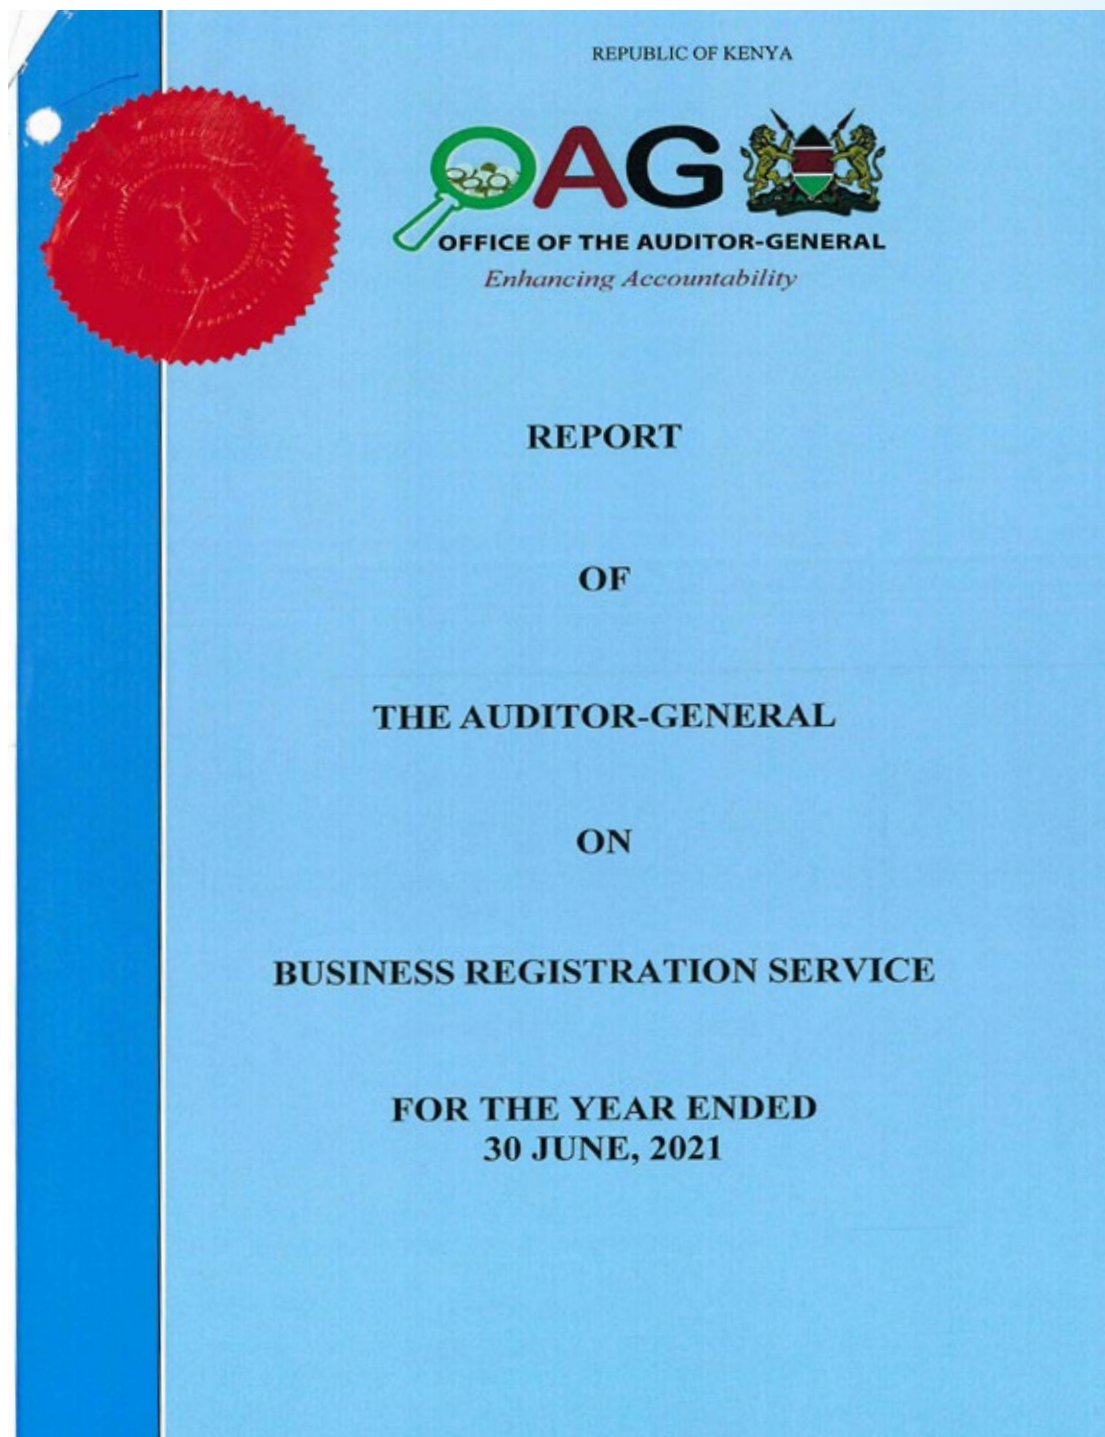 REPUBLIC OF KENYA
OAG
OFFICE OF THE AUDITOR-GENERAL
Enhancing Accountability
REPORT
OF
THE AUDITOR-GENERAL
ON
BUSINESS REGISTRATION SERVICE
FOR THE YEAR ENDED
30 JUNE, 2021